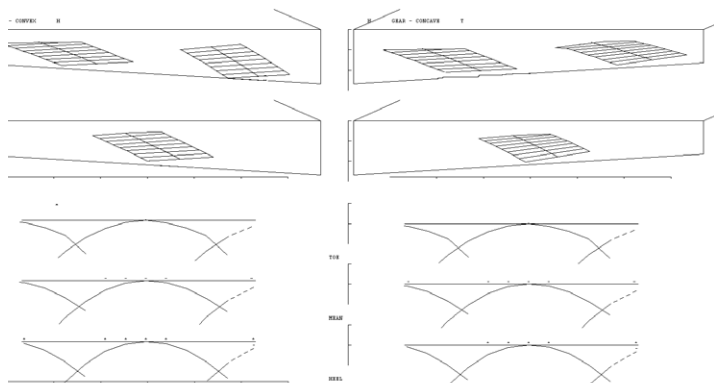 - CONVEX H
H GEAR - CONCAVE T
TOE
MEAN
HEEL